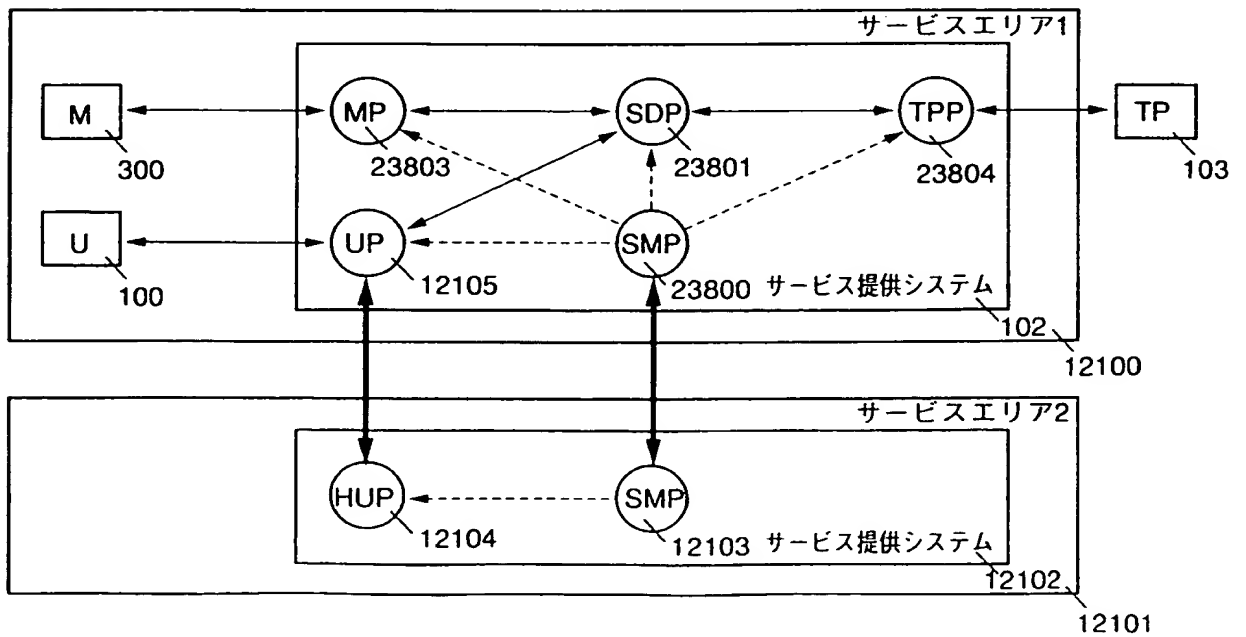 サービスエリア1
M
MP
SDP
TPP
TP
300
23803
23801
23804
103
U
UP
SMP
100
12105
23800
サービス提供システム
102
12100
サービスエリア2
HUP
SMP
12104
12103
サービス提供システム
12102
12101